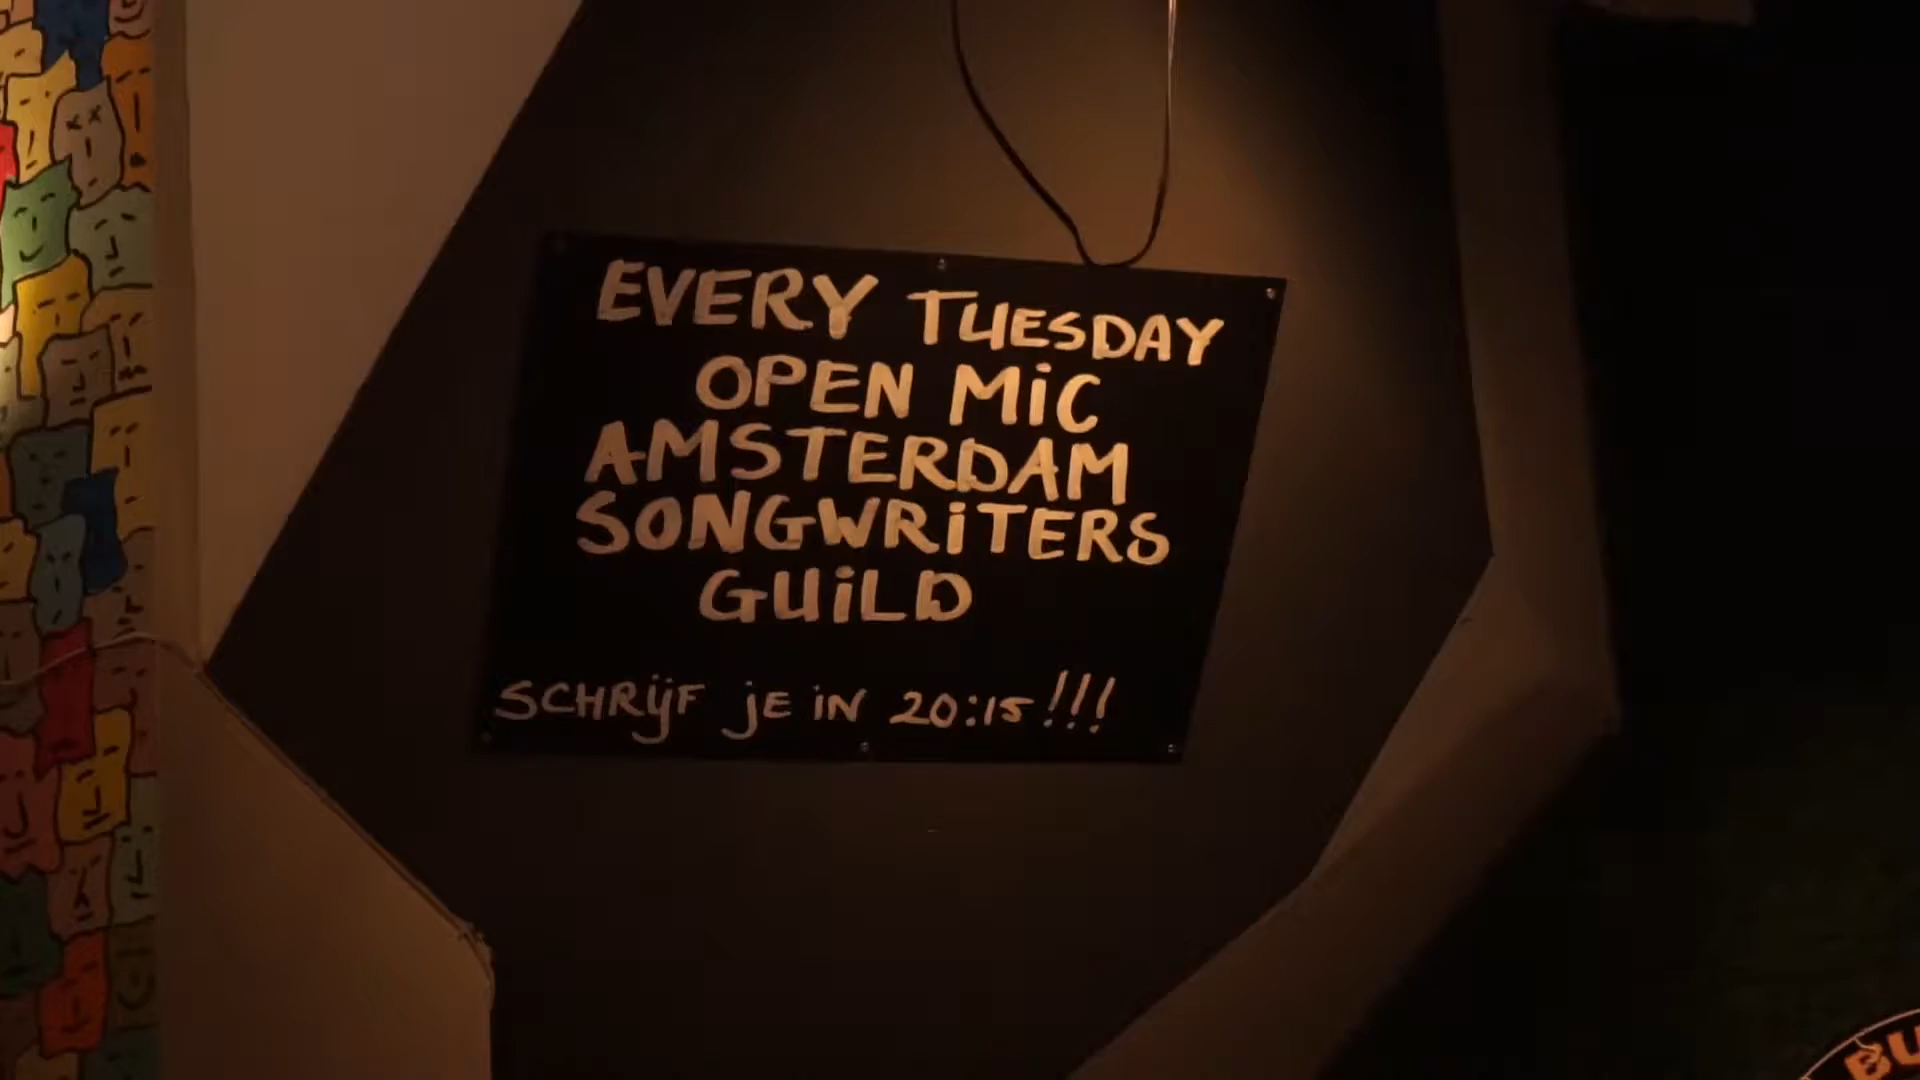 EVERY TUESDAY
OPEN MiC
AMSTERDAM
SONGWRiTERS
GUiLD
SCHRijF jE iN 20:15!!!